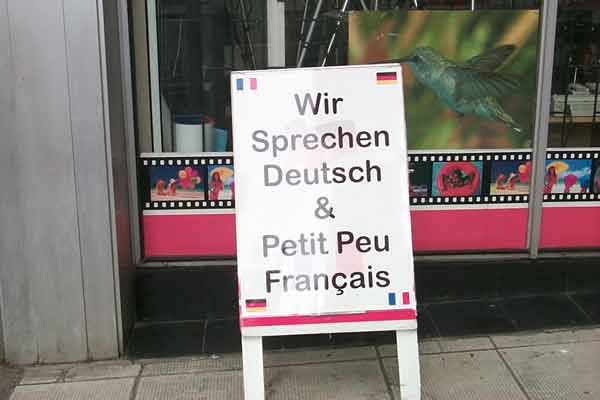 Wir
Sprechen
Deutsch
&
Petit Peu
Français